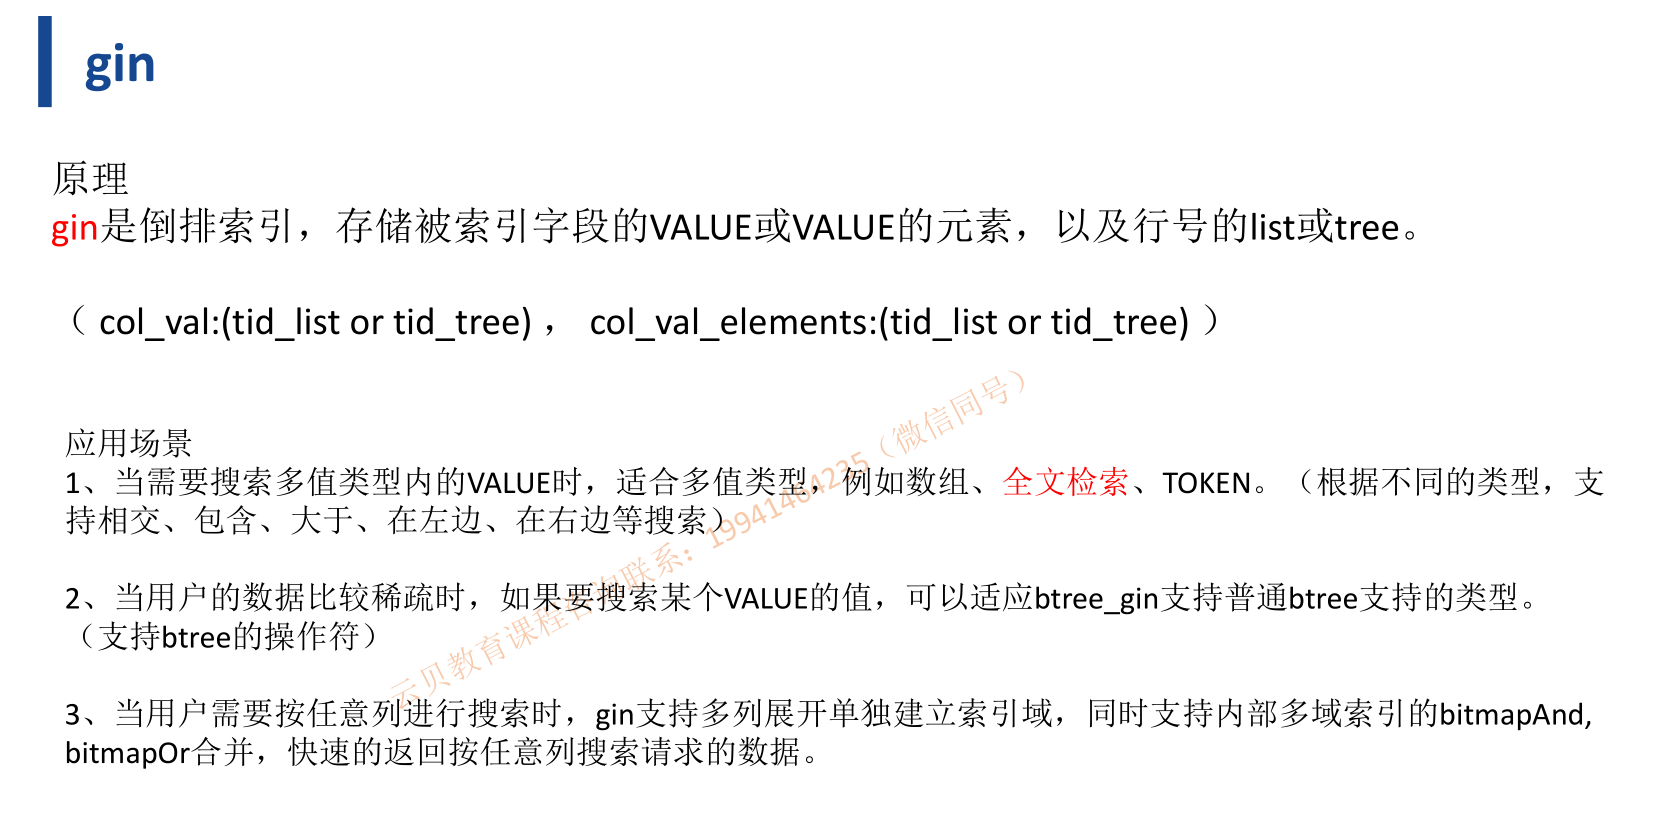 gin
原理
gin是倒排索引，存储被索引字段的VALUE或VALUE的元素，以及行号的list或tree。
（ col_val:(tid_list or tid_tree) ， col_val_elements:(tid_list or tid_tree) ）
应用场景
1、当需要搜索多值类型内的VALUE时，适合多值类型，例如数组、全文检索、TOKEN。（根据不同的类型，支
持相交、包含、大于、在左边、在右边等搜索）
2、当用户的数据比较稀疏时，如果要搜索某个VALUE的值，可以适应btree_gin支持普通btree支持的类型。
（支持btree的操作符）
3、当用户需要按任意列进行搜索时，gin支持多列展开单独建立索引域，同时支持内部多域索引的bitmapAnd,
bitmapOr合并，快速的返回按任意列搜索请求的数据。
云贝教育课程咨询联系：19941464235（微信同号）